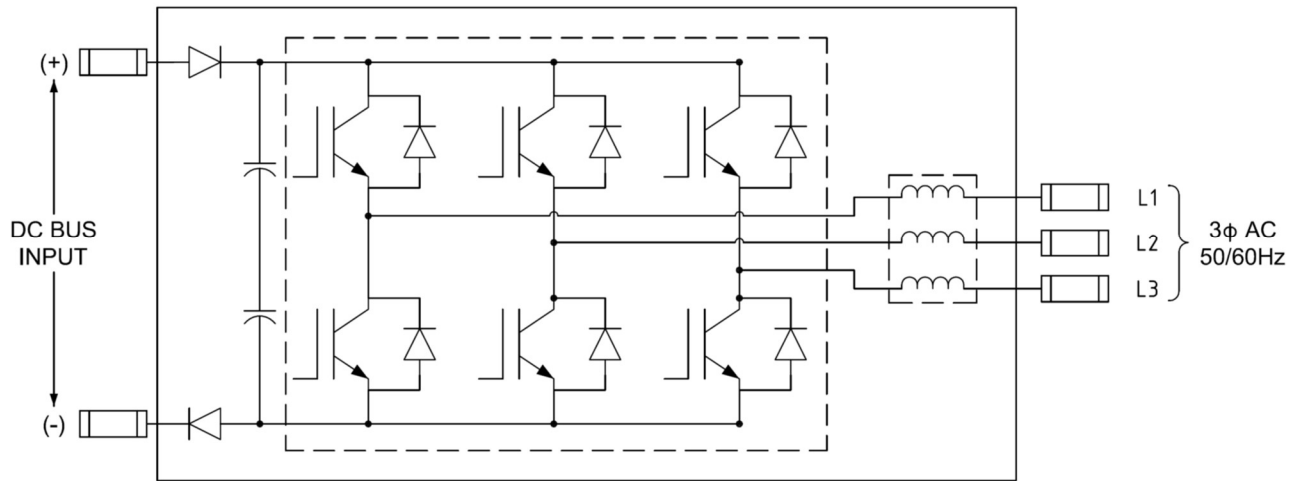 (+)
DC BUS
INPUT
(-)
L1
L2
L3
3ϕ AC
50/60Hz